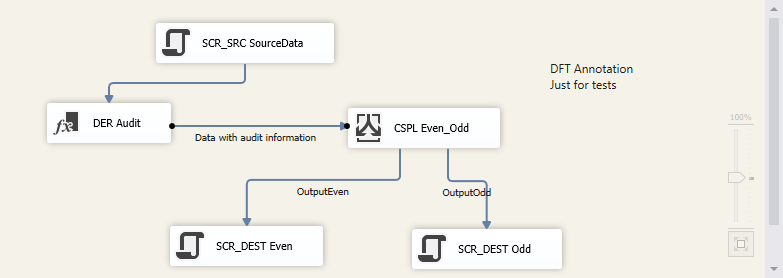 SCR_SRC SourceData
DFT Annotation
Just for tests
100%
fx
DER Audit
Data with audit information
CSPL Even_Odd
OutputEven
OutputOdd
SCR_DEST Even
SCR_DEST Odd